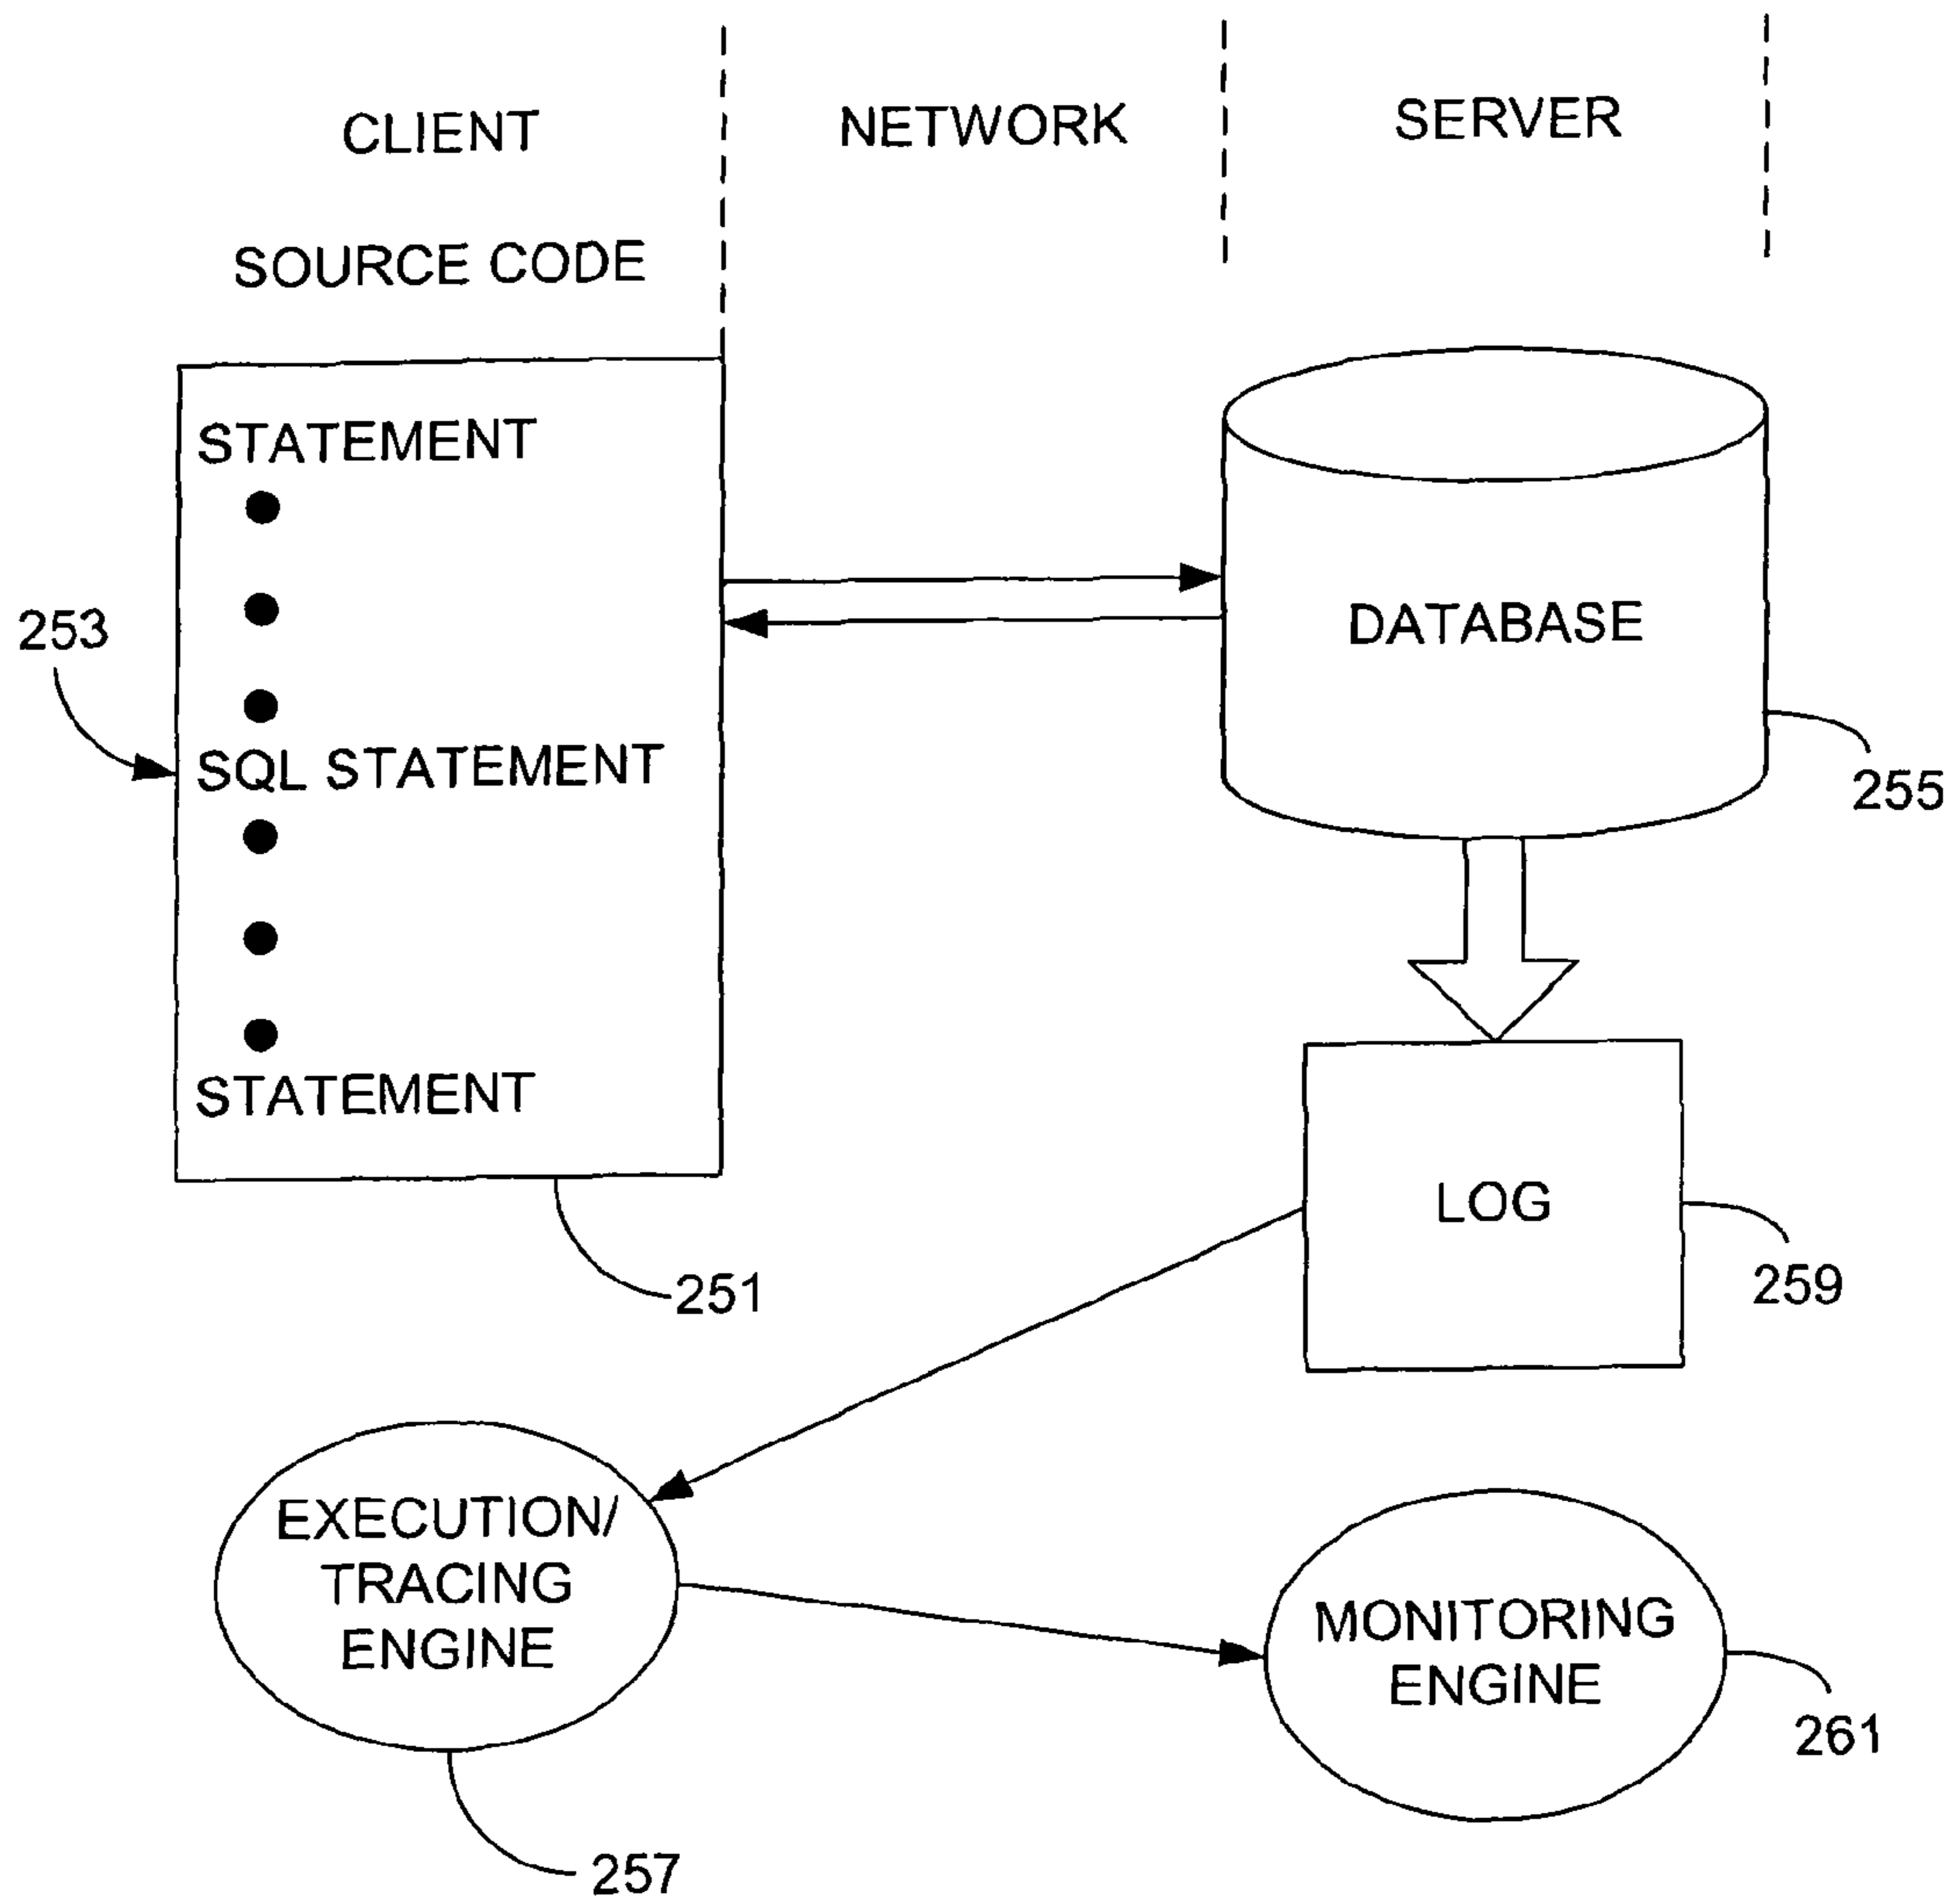 CLIENT
NETWORK
SERVER
SOURCE CODE
STATEMENT
253
SQL STATEMENT
DATABASE
255
STATEMENT
251
LOG
259
EXECUTION/
TRACING
ENGINE
257
MONITORING
ENGINE
261